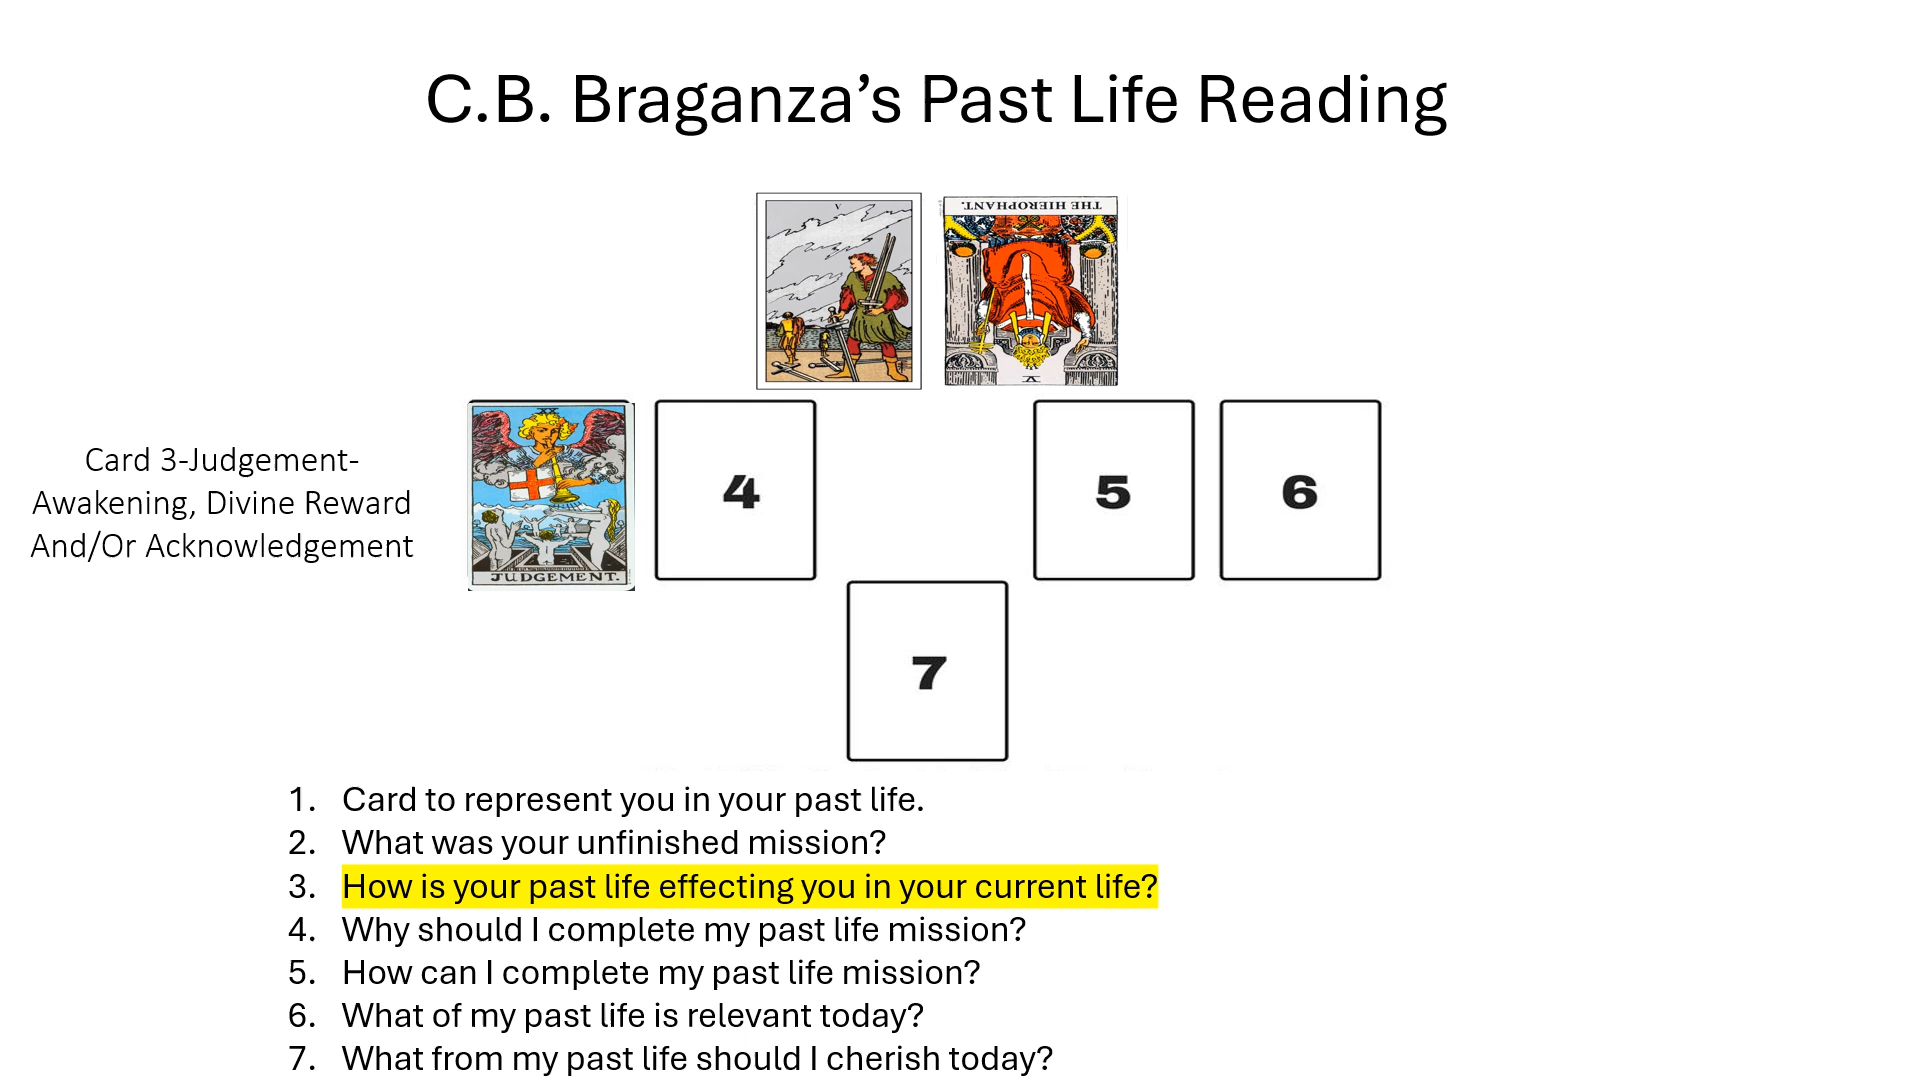 C.B. Braganza’s Past Life Reading
V
THE HIEROPHANT.
V
XX
JUDGEMENT.
Card 3-Judgement-
Awakening, Divine Reward
And/Or Acknowledgement
4
5
6
7
1. Card to represent you in your past life.
2. What was your unfinished mission?
3. How is your past life effecting you in your current life?
4. Why should I complete my past life mission?
5. How can I complete my past life mission?
6. What of my past life is relevant today?
7. What from my past life should I cherish today?